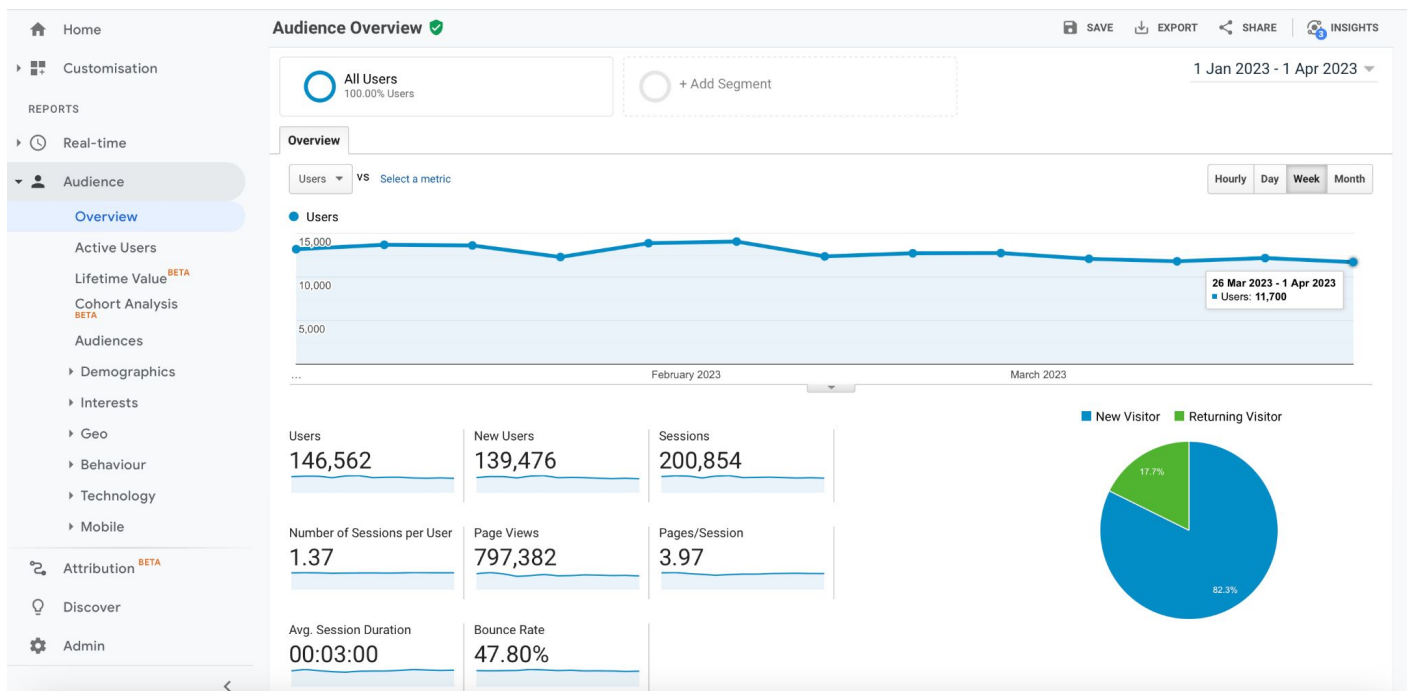 Home
Customisation
REPORTS
Real-time
Audience
Overview
Active Users
Lifetime Value BETA
Cohort Analysis
BETA
Audiences
Demographics
Interests
Geo
Behaviour
Technology
Mobile
Attribution BETA
Discover
Admin
Audience Overview
SAVE
EXPORT
SHARE
3
INSIGHTS
All Users
100.00% Users
+ Add Segment
1 Jan 2023 - 1 Apr 2023
Overview
Users VS Select a metric
Hourly Day Week Month
Users
15,000
10,000
5,000
26 Mar 2023 - 1 Apr 2023
Users: 11,700
... February 2023 March 2023
New Visitor Returning Visitor
17.7%
82.3%
Users
146,562
New Users
139,476
Sessions
200,854
Number of Sessions per User
1.37
Page Views
797,382
Pages/Session
3.97
Avg. Session Duration
00:03:00
Bounce Rate
47.80%